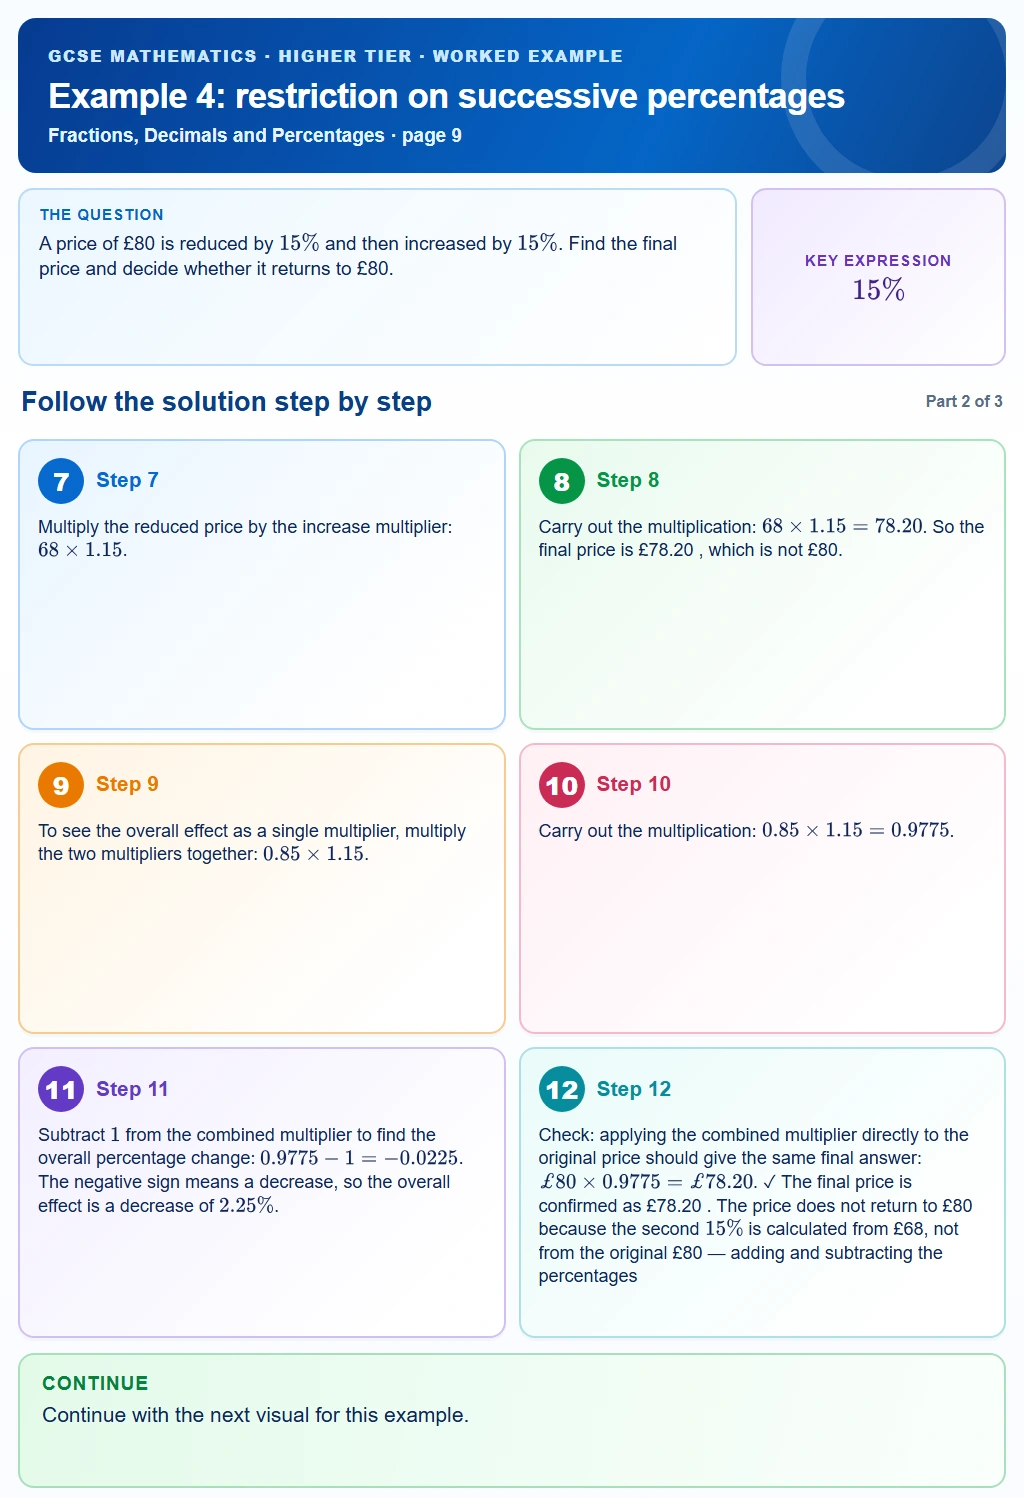 GCSE MATHEMATICS · HIGHER TIER · WORKED EXAMPLE
Example 4: restriction on successive percentages
Fractions, Decimals and Percentages · page 9
THE QUESTION
A price of £80 is reduced by 15% and then increased by 15%. Find the final
price and decide whether it returns to £80.
KEY EXPRESSION
15%
Follow the solution step by step
Part 2 of 3
7 Step 7
Multiply the reduced price by the increase multiplier:
68 × 1.15.
8 Step 8
Carry out the multiplication: 68 × 1.15 = 78.20. So the
final price is £78.20 , which is not £80.
9 Step 9
To see the overall effect as a single multiplier, multiply
the two multipliers together: 0.85 × 1.15.
10 Step 10
Carry out the multiplication: 0.85 × 1.15 = 0.9775.
11 Step 11
Subtract 1 from the combined multiplier to find the
overall percentage change: 0.9775 − 1 = −0.0225.
The negative sign means a decrease, so the overall
effect is a decrease of 2.25%.
12 Step 12
Check: applying the combined multiplier directly to the
original price should give the same final answer:
£80 × 0.9775 = £78.20. ✓ The final price is
confirmed as £78.20 . The price does not return to £80
because the second 15% is calculated from £68, not
from the original £80 — adding and subtracting the
percentages
CONTINUE
Continue with the next visual for this example.